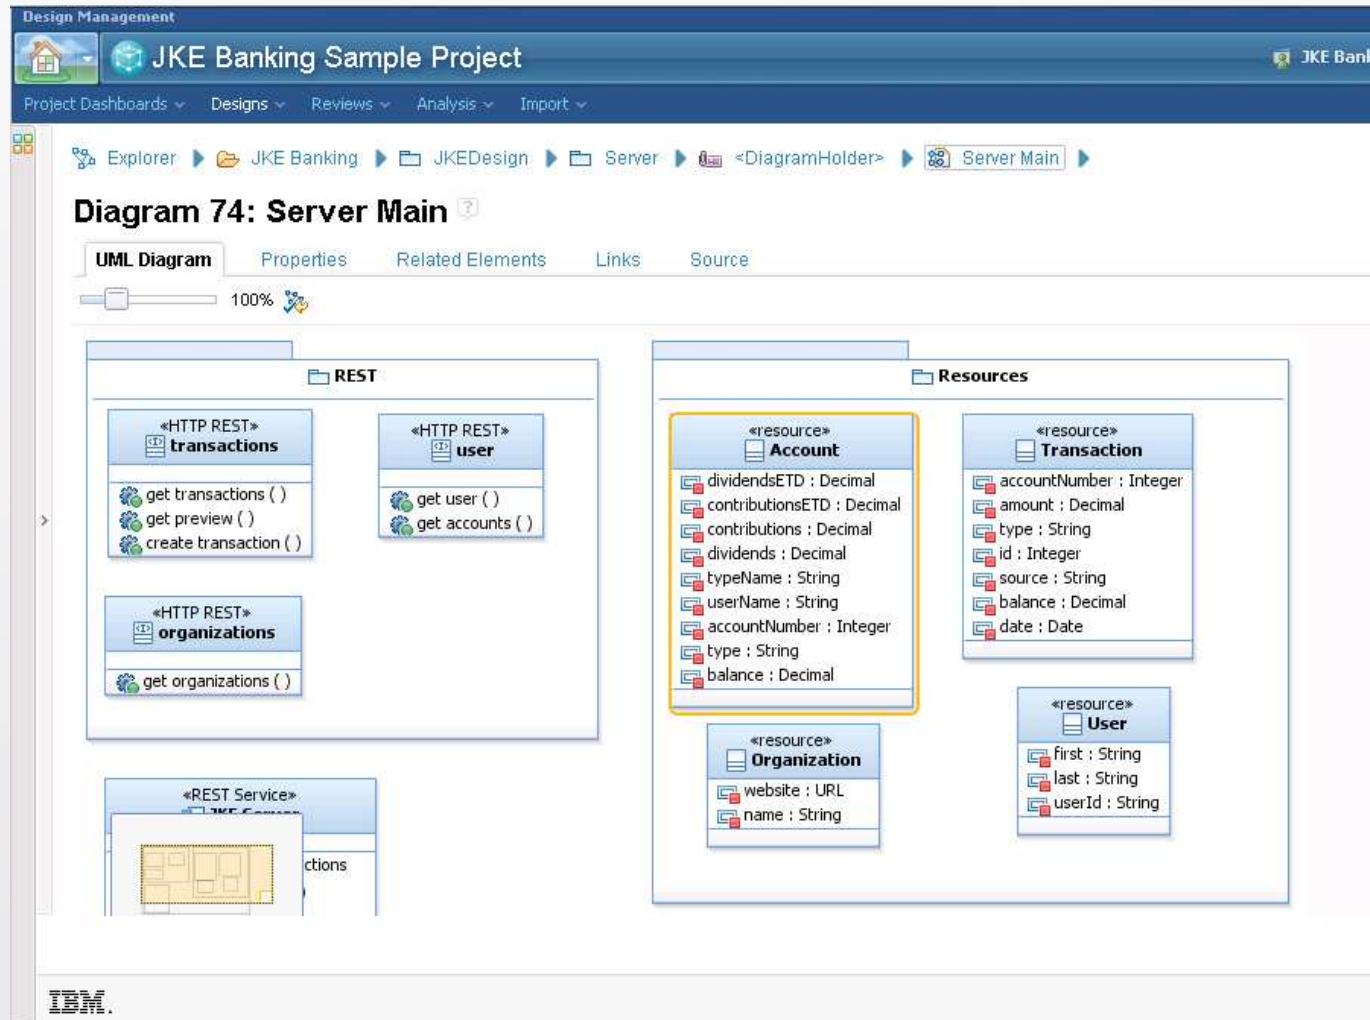 Design Management
JKE Banking Sample Project
Project Dashboards Designs Reviews Analysis Import
Explorer JKE Banking JKEDesign Server <DiagramHolder> Server Main
Diagram 74: Server Main
UML Diagram Properties Related Elements Links Source
100%
REST
«HTTP REST»
transactions
get transactions ( )
get preview ( )
create transaction ( )
«HTTP REST»
user
get user ( )
get accounts ( )
«HTTP REST»
organizations
get organizations ( )
«REST Service»
JKE Server
Resources
«resource»
Account
dividendsETD : Decimal
contributionsETD : Decimal
contributions : Decimal
dividends : Decimal
typeName : String
userName : String
accountNumber : Integer
type : String
balance : Decimal
«resource»
Transaction
accountNumber : Integer
amount : Decimal
type : String
id : Integer
source : String
balance : Decimal
date : Date
«resource»
Organization
website : URL
name : String
«resource»
User
first : String
last : String
userId : String
IBM.